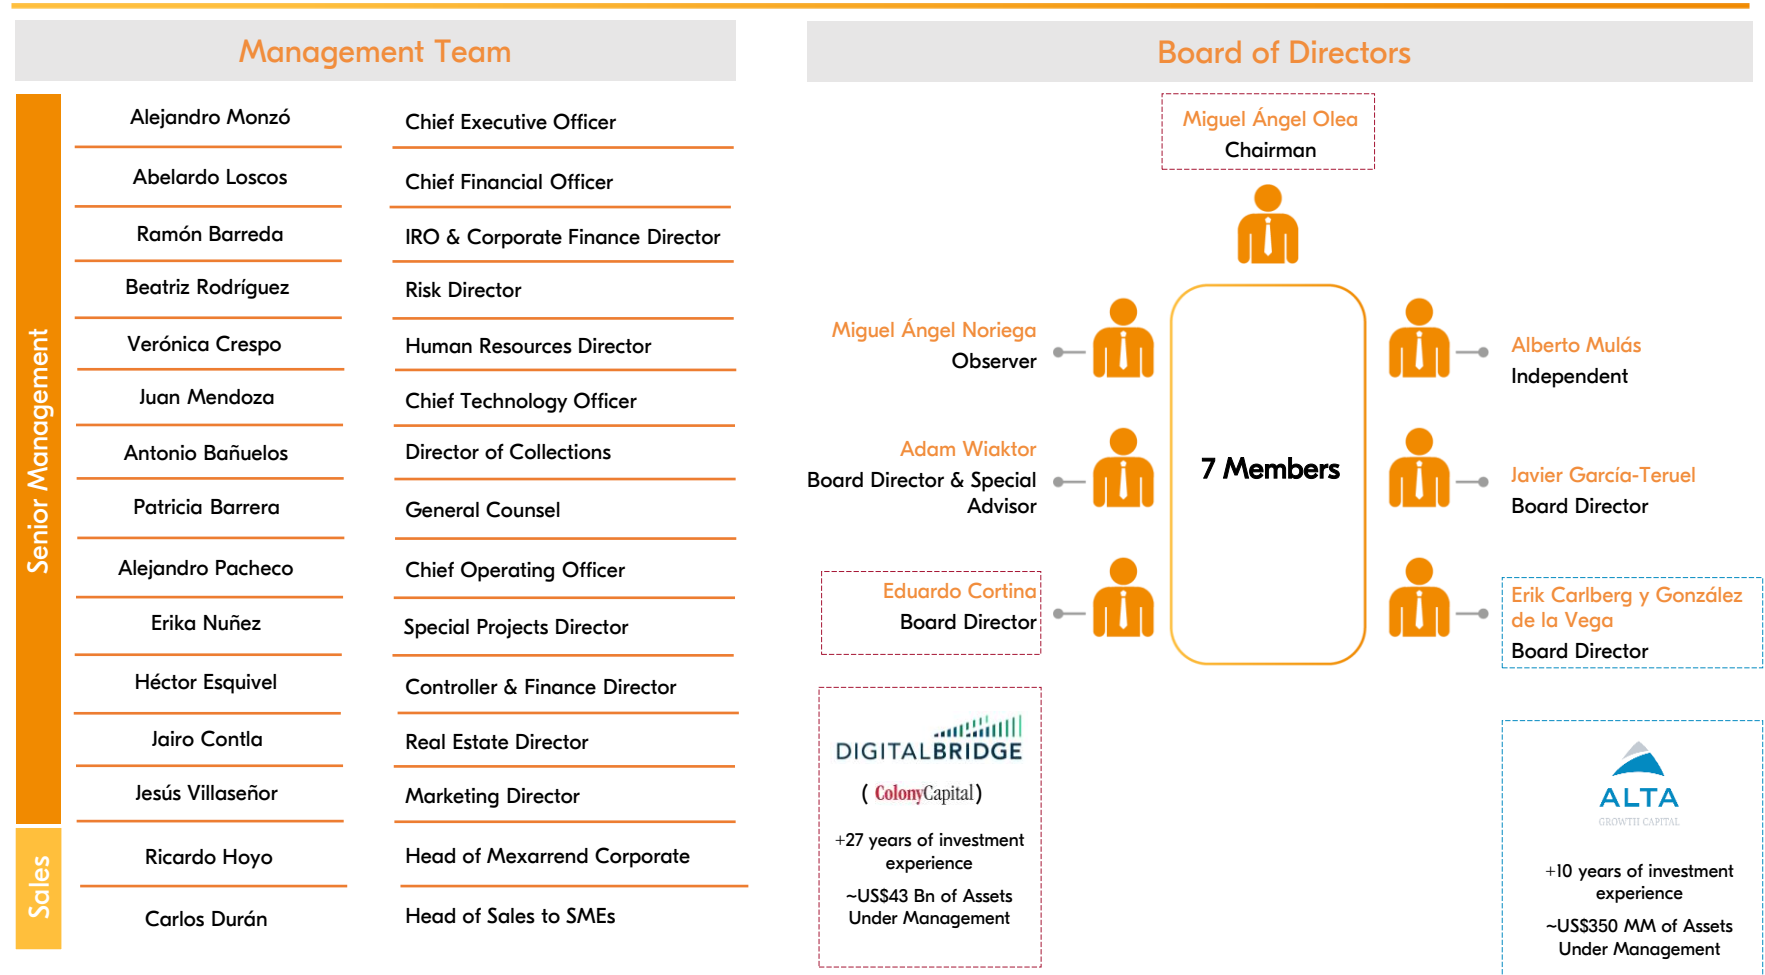 Management Team
Senior Management
Alejandro Monzó
Chief Executive Officer
Abelardo Loscos
Chief Financial Officer
Ramón Barreda
IRO & Corporate Finance Director
Beatriz Rodríguez
Risk Director
Verónica Crespo
Human Resources Director
Juan Mendoza
Chief Technology Officer
Antonio Bañuelos
Director of Collections
Patricia Barrera
General Counsel
Alejandro Pacheco
Chief Operating Officer
Erika Nuñez
Special Projects Director
Héctor Esquivel
Controller & Finance Director
Jairo Contla
Real Estate Director
Jesús Villaseñor
Marketing Director
Sales
Ricardo Hoyo
Head of Mexarrend Corporate
Carlos Durán
Head of Sales to SMEs
Board of Directors
Miguel Ángel Olea
Chairman
Miguel Ángel Noriega
Observer
Adam Wiaktor
Board Director & Special
Advisor
Eduardo Cortina
Board Director
7 Members
Alberto Mulás
Independent
Javier García-Teruel
Board Director
Erik Carlberg y González
de la Vega
Board Director
DIGITALBRIDGE
( ColonyCapital)
+27 years of investment
experience
~US$43 Bn of Assets
Under Management
ALTA
GROWTH CAPITAL
+10 years of investment
experience
~US$350 MM of Assets
Under Management